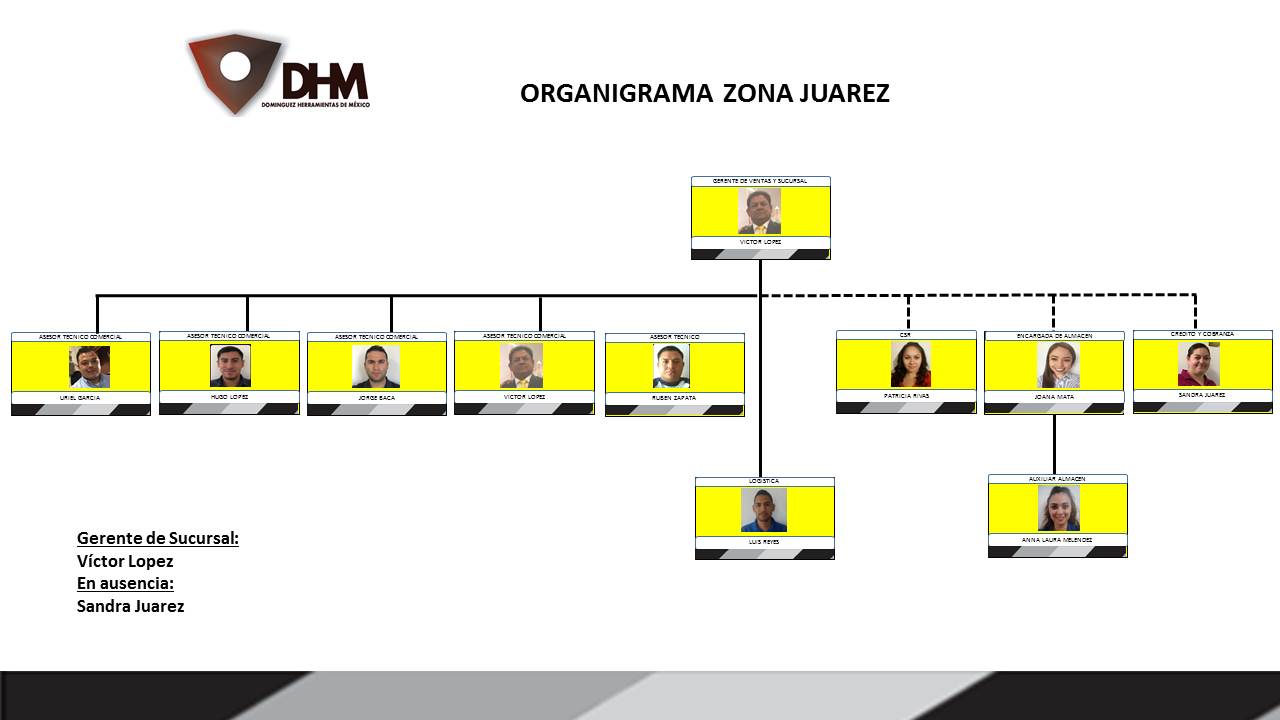 DHM
DOMINGUEZ HERRAMIENTAS DE MÉXICO
ORGANIGRAMA ZONA JUAREZ
GERENTE DE VENTAS Y SUCURSAL
VICTOR LOPEZ
ASESOR TECNICO COMERCIAL
URIEL GARCIA
ASESOR TECNICO COMERCIAL
HUGO LOPEZ
ASESOR TECNICO COMERCIAL
JORGE BACA
ASESOR TECNICO COMERCIAL
VICTOR LOPEZ
ASESOR TECNICO
RUBEN ZAPATA
CSR
PATRICIA RIVAS
ENCARGADA DE ALMACEN
JOANA MATA
CREDITO Y COBRANZA
SANDRA JUAREZ
LOGISTICA
LUIS REYES
AUXILIAR ALMACEN
ANNA LAURA MELENDEZ
Gerente de Sucursal:
Víctor Lopez
En ausencia:
Sandra Juarez